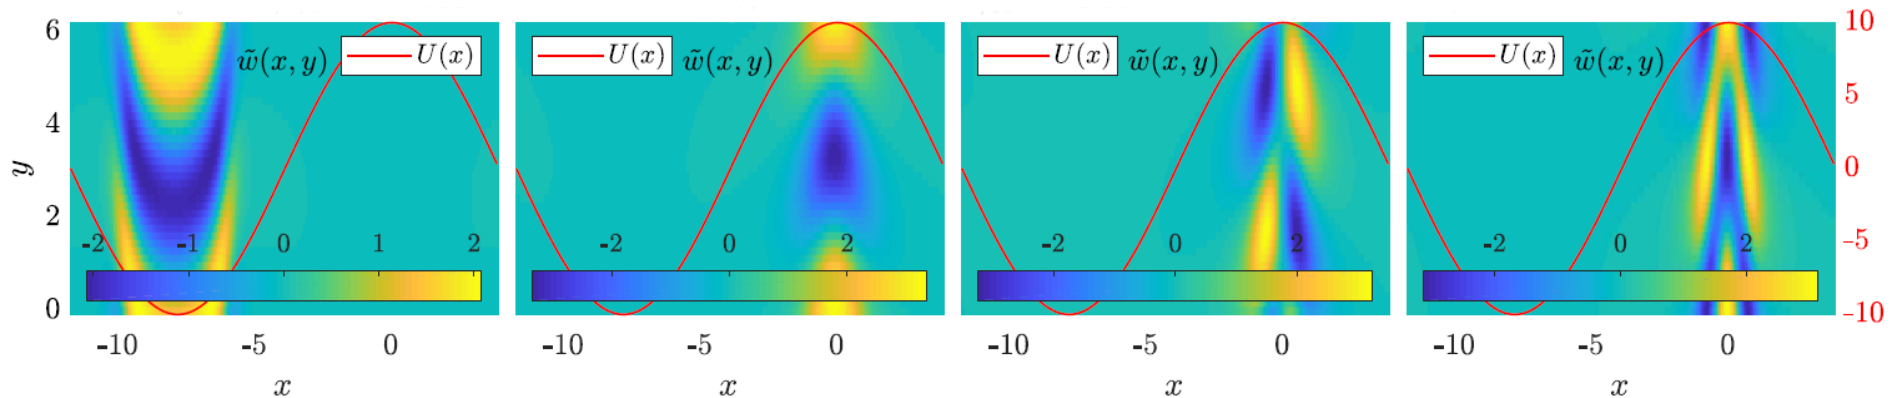 6
4
2
0
y
U(x)
w̃(x, y)
-2 -1 0 1 2
-10 -5 0
x
U(x)
w̃(x, y)
-2 0 2
-10 -5 0
x
U(x)
w̃(x, y)
-2 0 2
-10 -5 0
x
U(x)
w̃(x, y)
-2 0 2
-10 -5 0
x
10
5
0
-5
-10